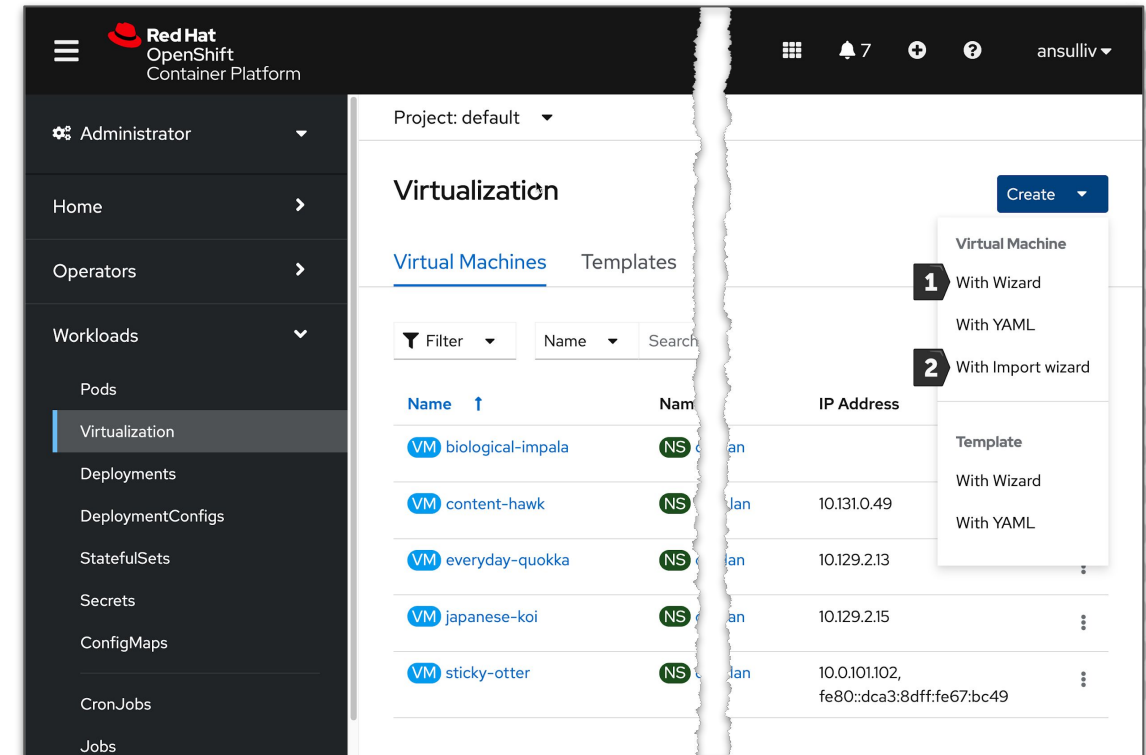 Red Hat
OpenShift
Container Platform
7
ansulliv
Administrator
Home
Operators
Workloads
Pods
Virtualization
Deployments
DeploymentConfigs
StatefulSets
Secrets
ConfigMaps
CronJobs
Jobs
Project: default
Virtualization
Create
Virtual Machines
Templates
Virtual Machine
1 With Wizard
With YAML
2 With Import wizard
Template
With Wizard
With YAML
Filter
Name
Search
Name
IP Address
VM biological-impala
NS
VM content-hawk
NS
10.131.0.49
VM everyday-quokka
NS
10.129.2.13
VM japanese-koi
NS
10.129.2.15
VM sticky-otter
NS
10.0.101.102,
fe80::dca3:8dff:fe67:bc49